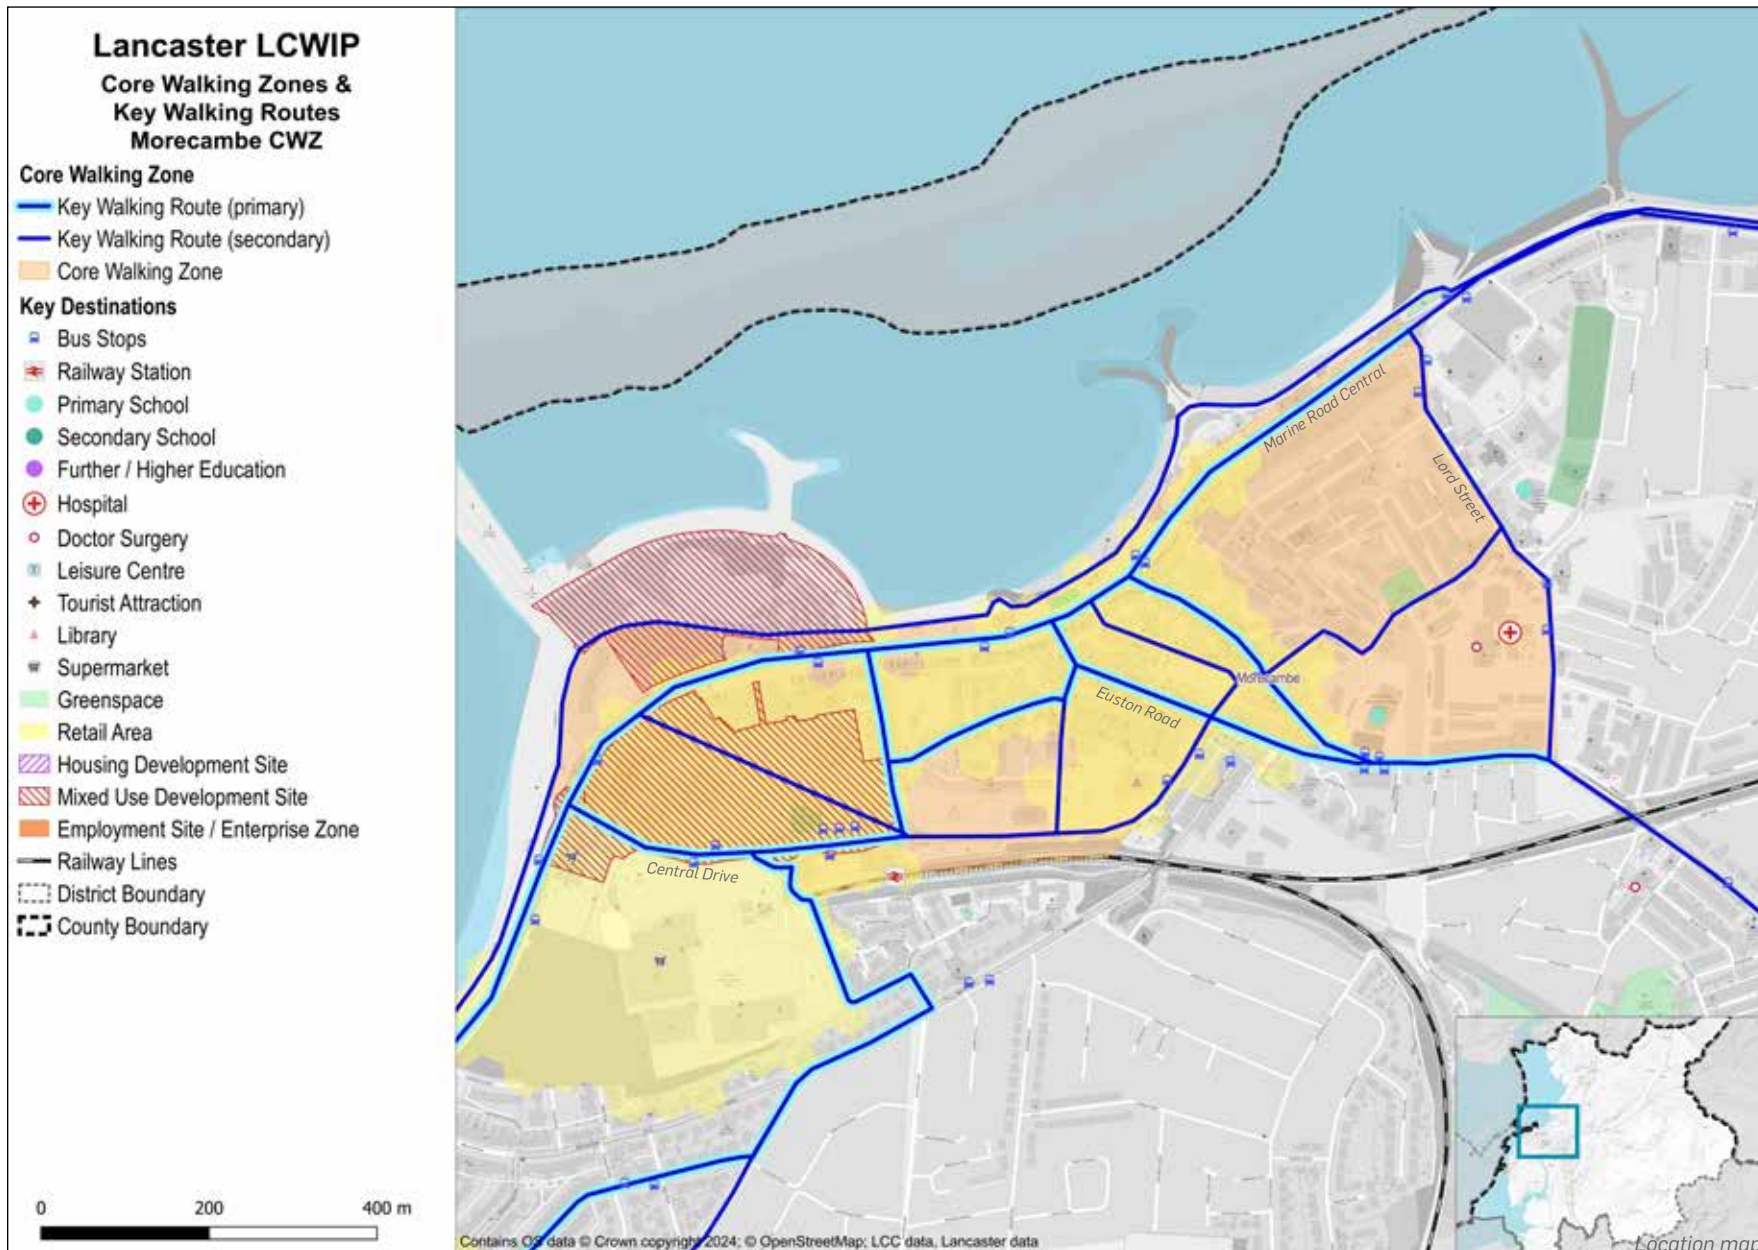 Lancaster LCWIP
Core Walking Zones &
Key Walking Routes
Morecambe CWZ
Core Walking Zone
Key Walking Route (primary)
Key Walking Route (secondary)
Core Walking Zone
Key Destinations
Bus Stops
Railway Station
Primary School
Secondary School
Further / Higher Education
Hospital
Doctor Surgery
Leisure Centre
Tourist Attraction
Library
Supermarket
Greenspace
Retail Area
Housing Development Site
Mixed Use Development Site
Employment Site / Enterprise Zone
Railway Lines
District Boundary
County Boundary
0 200 400 m
Marine Road Central
Lord Street
Morecambe
Euston Road
Central Drive
Contains OS data © Crown copyright 2024; © OpenStreetMap; LCC data, Lancaster data
Location map